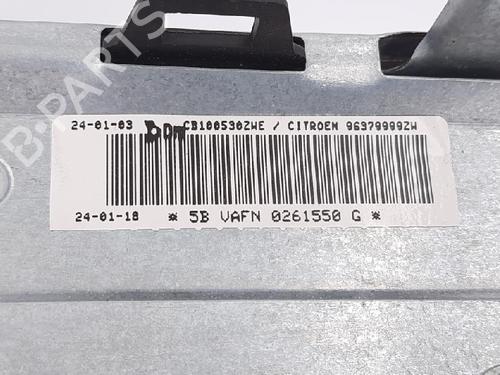 B-PARTS
24-01-03 CB100530ZWE / CITROEN 96379999ZW
24-01-18 * 5B VAFN 0261550 G *